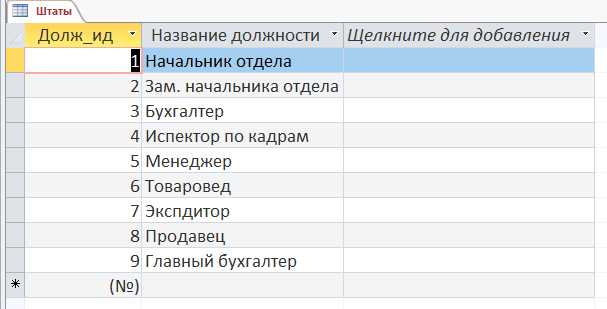 Штаты
Долж_ид Название должности Щелкните для добавления
1 Начальник отдела
2 Зам. начальника отдела
3 Бухгалтер
4 Испектор по кадрам
5 Менеджер
6 Товаровед
7 Экспдитор
8 Продавец
9 Главный бухгалтер
* (№)